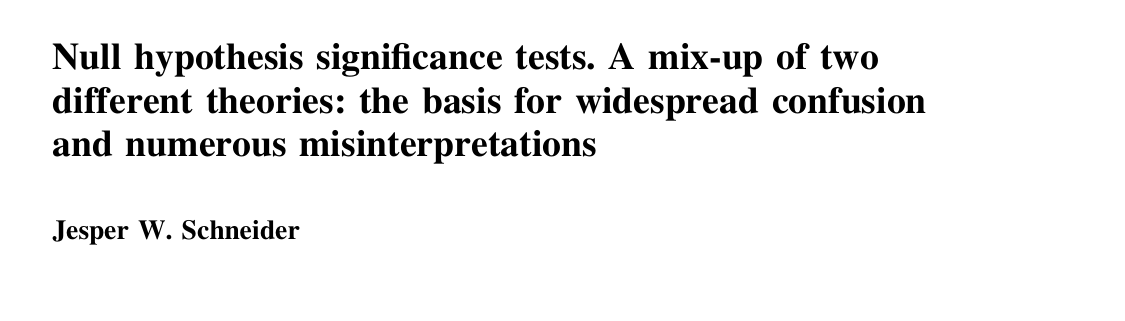 Null hypothesis significance tests. A mix-up of two
different theories: the basis for widespread confusion
and numerous misinterpretations
Jesper W. Schneider